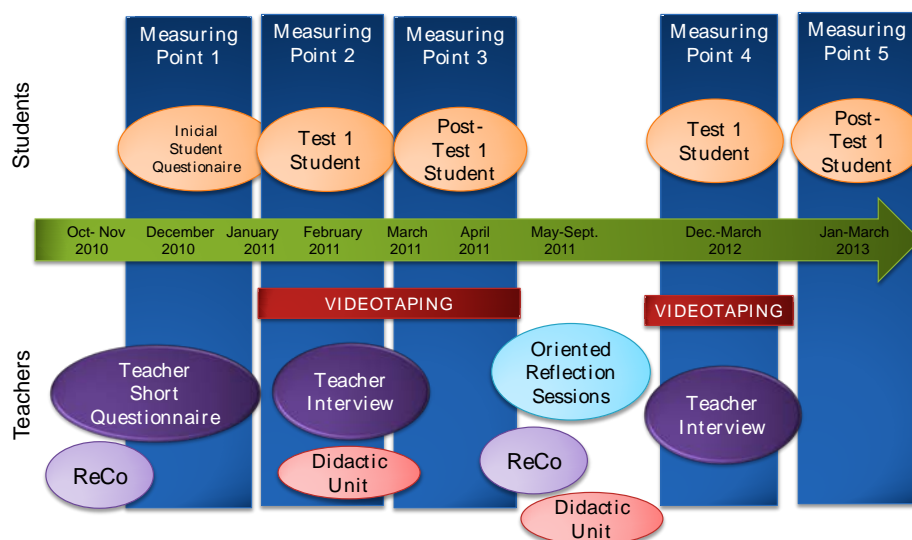 Measuring
Point 1
Measuring
Point 2
Measuring
Point 3
Measuring
Point 4
Measuring
Point 5
Students
Inicial
Student
Questionaire
Test 1
Student
Post-
Test 1
Student
Test 1
Student
Post-
Test 1
Student
Oct- Nov
2010
December
2010
January
2011
February
2011
March
2011
April
2011
May-Sept.
2011
Dec.-March
2012
Jan-March
2013
VIDEOTAPING
VIDEOTAPING
Teachers
Teacher
Short
Questionnaire
Teacher
Interview
Oriented
Reflection
Sessions
Teacher
Interview
ReCo
Didactic
Unit
ReCo
Didactic
Unit